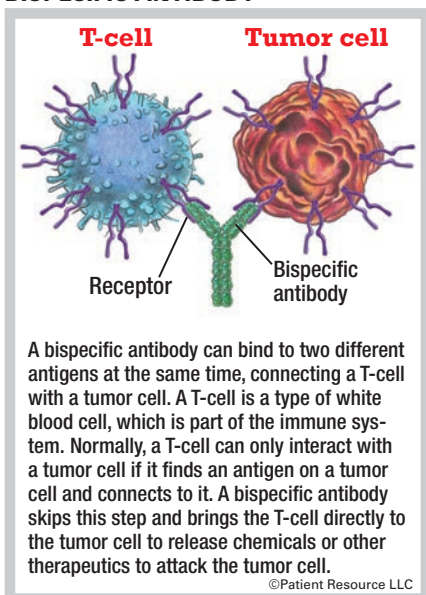 T-cell Tumor cell
Receptor
Bispecific
antibody
A bispecific antibody can bind to two different
antigens at the same time, connecting a T-cell
with a tumor cell. A T-cell is a type of white
blood cell, which is part of the immune sys-
tem. Normally, a T-cell can only interact with
a tumor cell if it finds an antigen on a tumor
cell and connects to it. A bispecific antibody
skips this step and brings the T-cell directly to
the tumor cell to release chemicals or other
therapeutics to attack the tumor cell.
©Patient Resource LLC